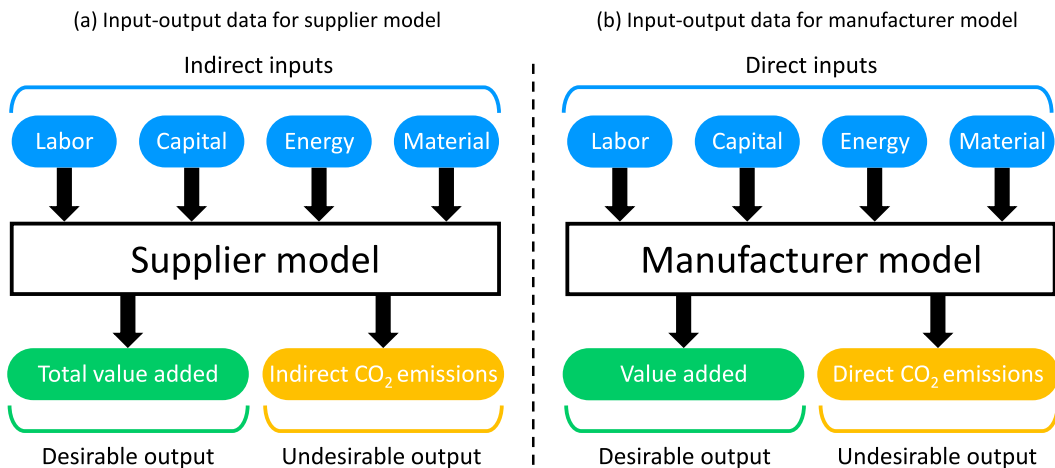 (a) Input-output data for supplier model
Indirect inputs
Labor
Capital
Energy
Material
Supplier model
Total value added
Indirect CO₂ emissions
Desirable output
Undesirable output
(b) Input-output data for manufacturer model
Direct inputs
Labor
Capital
Energy
Material
Manufacturer model
Value added
Direct CO₂ emissions
Desirable output
Undesirable output